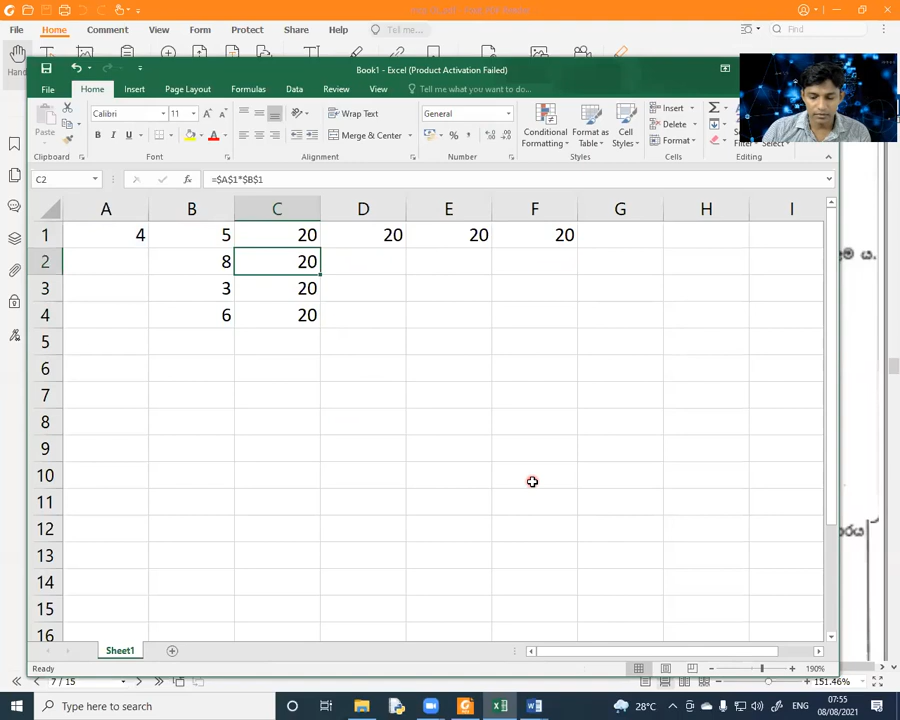 File Home Comment View Form Protect Share Help Tell me... Find
Hand
Book1 - Excel (Product Activation Failed)
File Home Insert Page Layout Formulas Data Review View Tell me what you want to do...
Paste Calibri 11 Wrap Text General Conditional Format as Cell Insert
B I U Merge & Center % Formatting Table Styles Delete
Format
Clipboard Font Alignment Number Styles Cells Editing
C2 fx =$A$1*$B$1
A B C D E F G H I
1 4 5 20 20 20 20
2 8 20
3 3 20
4 6 20
5
6
7
8
9
10
11
12
13
14
15
16
Sheet1
Ready 190%
7 / 15 151.46%
Type here to search 28°C ENG 07:55
08/08/2021